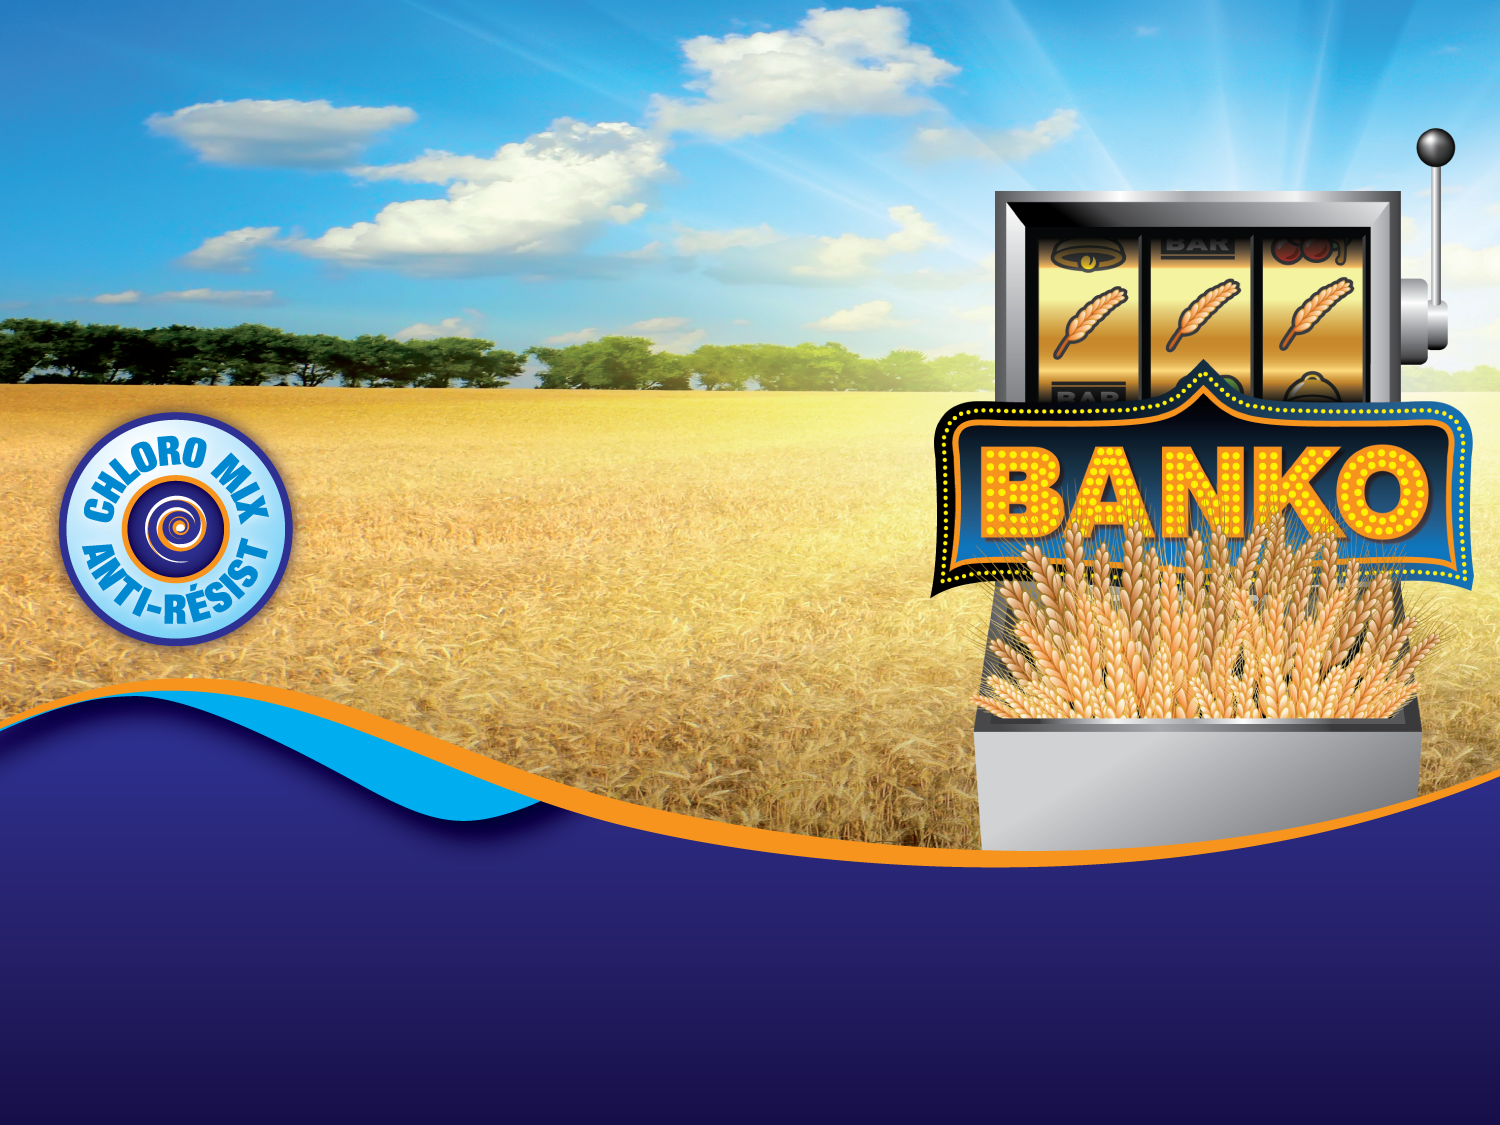 BAR
BAR
BANKO
CHLORO MIX
ANTI-RÉSIST